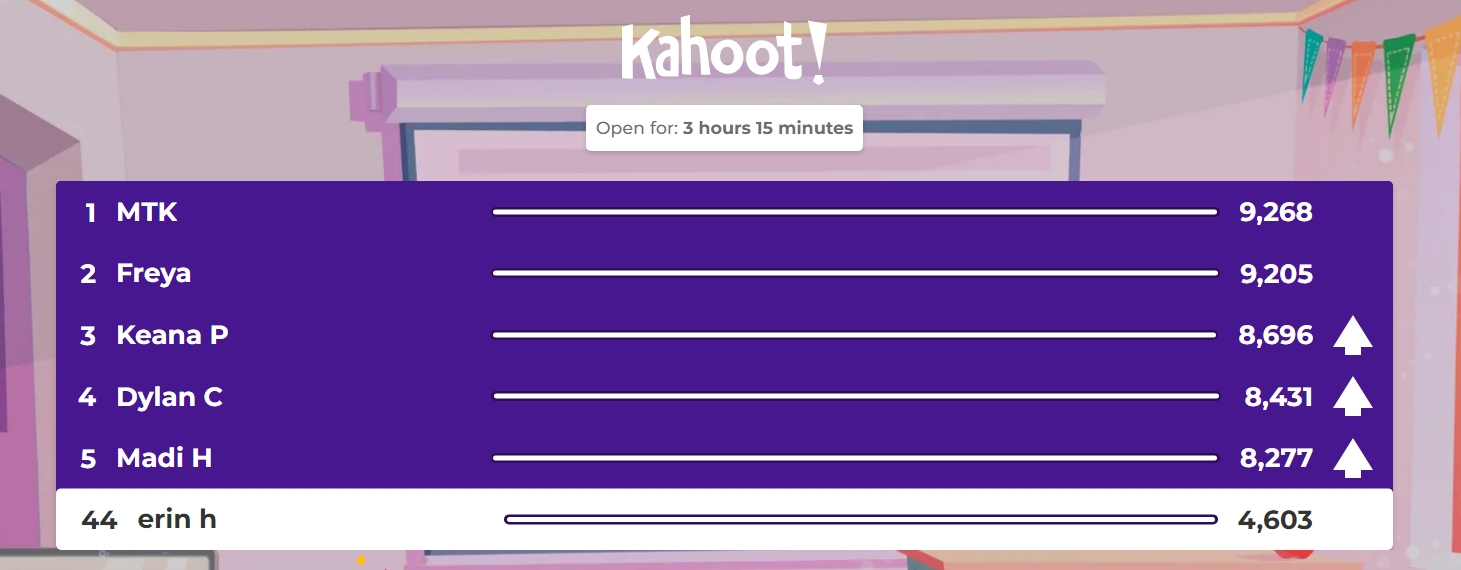 Kahoot!
Open for: 3 hours 15 minutes
1 MTK 9,268
2 Freya 9,205
3 Keana P 8,696
4 Dylan C 8,431
5 Madi H 8,277
44 erin h 4,603